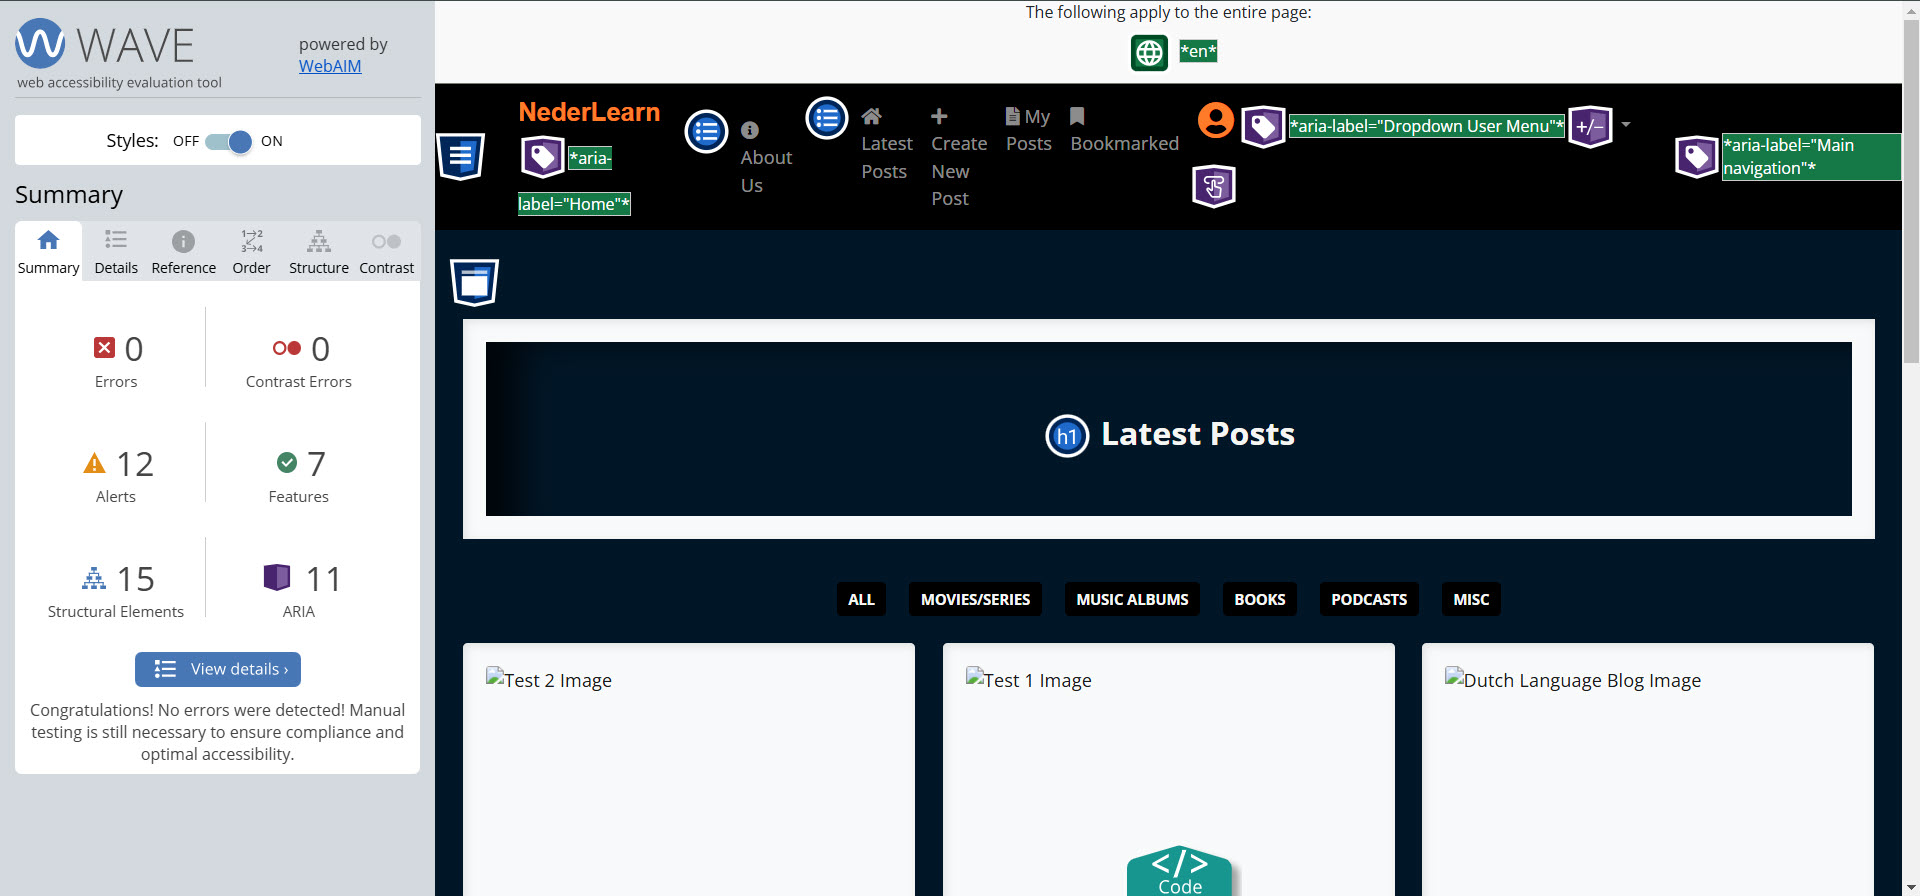 WAVE
web accessibility evaluation tool
powered by
WebAIM
Styles: OFF ON
Summary
Summary Details Reference Order Structure Contrast
0 Errors
0 Contrast Errors
12 Alerts
7 Features
15 Structural Elements
11 ARIA
View details ›
Congratulations! No errors were detected! Manual
testing is still necessary to ensure compliance and
optimal accessibility.
The following apply to the entire page:
*en*
NederLearn
*aria-
label="Home"*
About
Us
Latest
Posts
Create
New
Post
My
Posts
Bookmarked
*aria-label="Dropdown User Menu"*
+/−
*aria-label="Main
navigation"*
h1 Latest Posts
ALL MOVIES/SERIES MUSIC ALBUMS BOOKS PODCASTS MISC
Test 2 Image
Test 1 Image
Dutch Language Blog Image
</>
Code